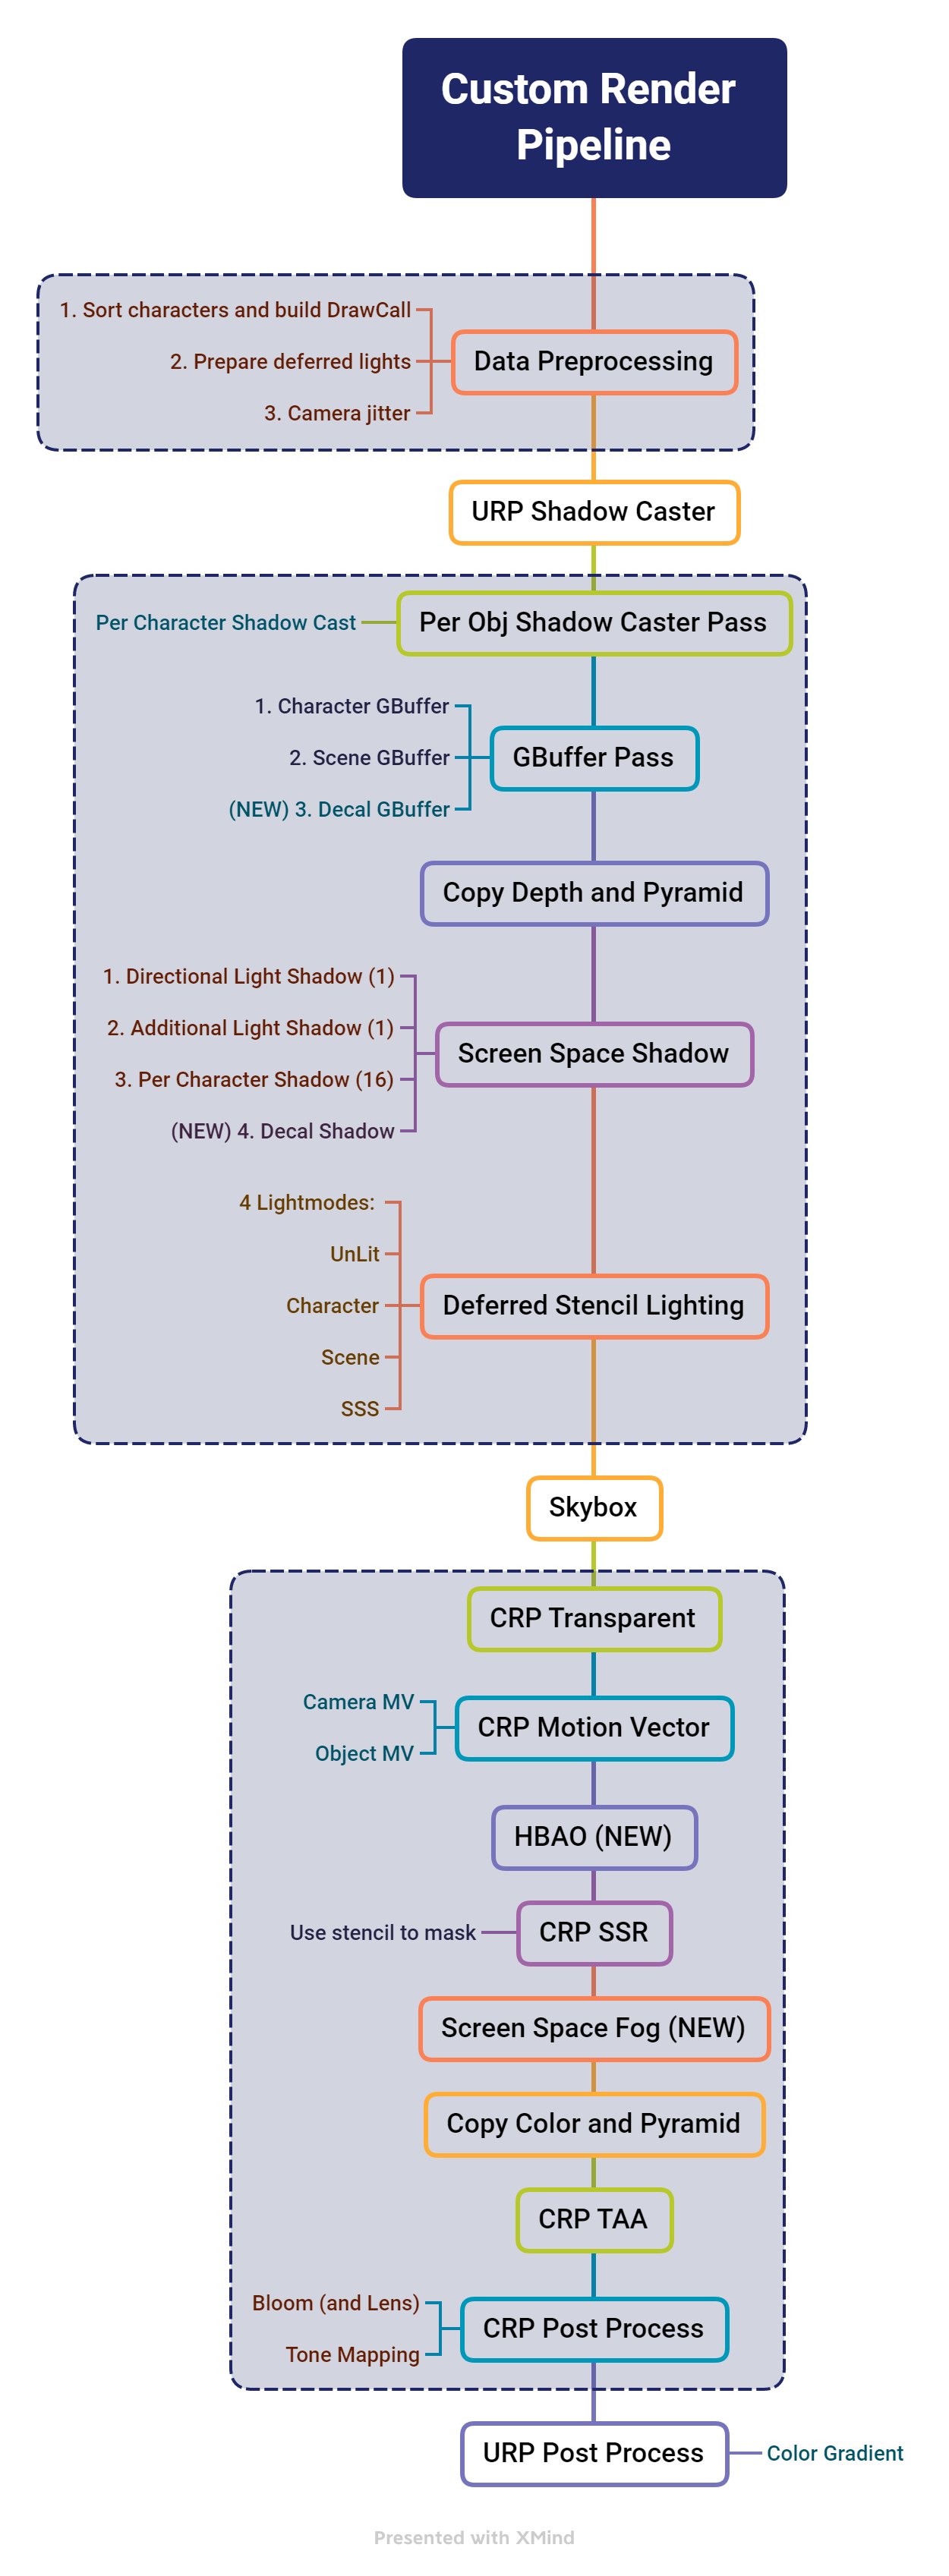 Custom Render
Pipeline
1. Sort characters and build DrawCall
2. Prepare deferred lights
Data Preprocessing
3. Camera jitter
URP Shadow Caster
Per Character Shadow Cast
Per Obj Shadow Caster Pass
1. Character GBuffer
2. Scene GBuffer
GBuffer Pass
(NEW) 3. Decal GBuffer
Copy Depth and Pyramid
1. Directional Light Shadow (1)
2. Additional Light Shadow (1)
Screen Space Shadow
3. Per Character Shadow (16)
(NEW) 4. Decal Shadow
4 Lightmodes:
UnLit
Character
Deferred Stencil Lighting
Scene
SSS
Skybox
CRP Transparent
Camera MV
CRP Motion Vector
Object MV
HBAO (NEW)
Use stencil to mask
CRP SSR
Screen Space Fog (NEW)
Copy Color and Pyramid
CRP TAA
Bloom (and Lens)
CRP Post Process
Tone Mapping
URP Post Process
Color Gradient
Presented with XMind